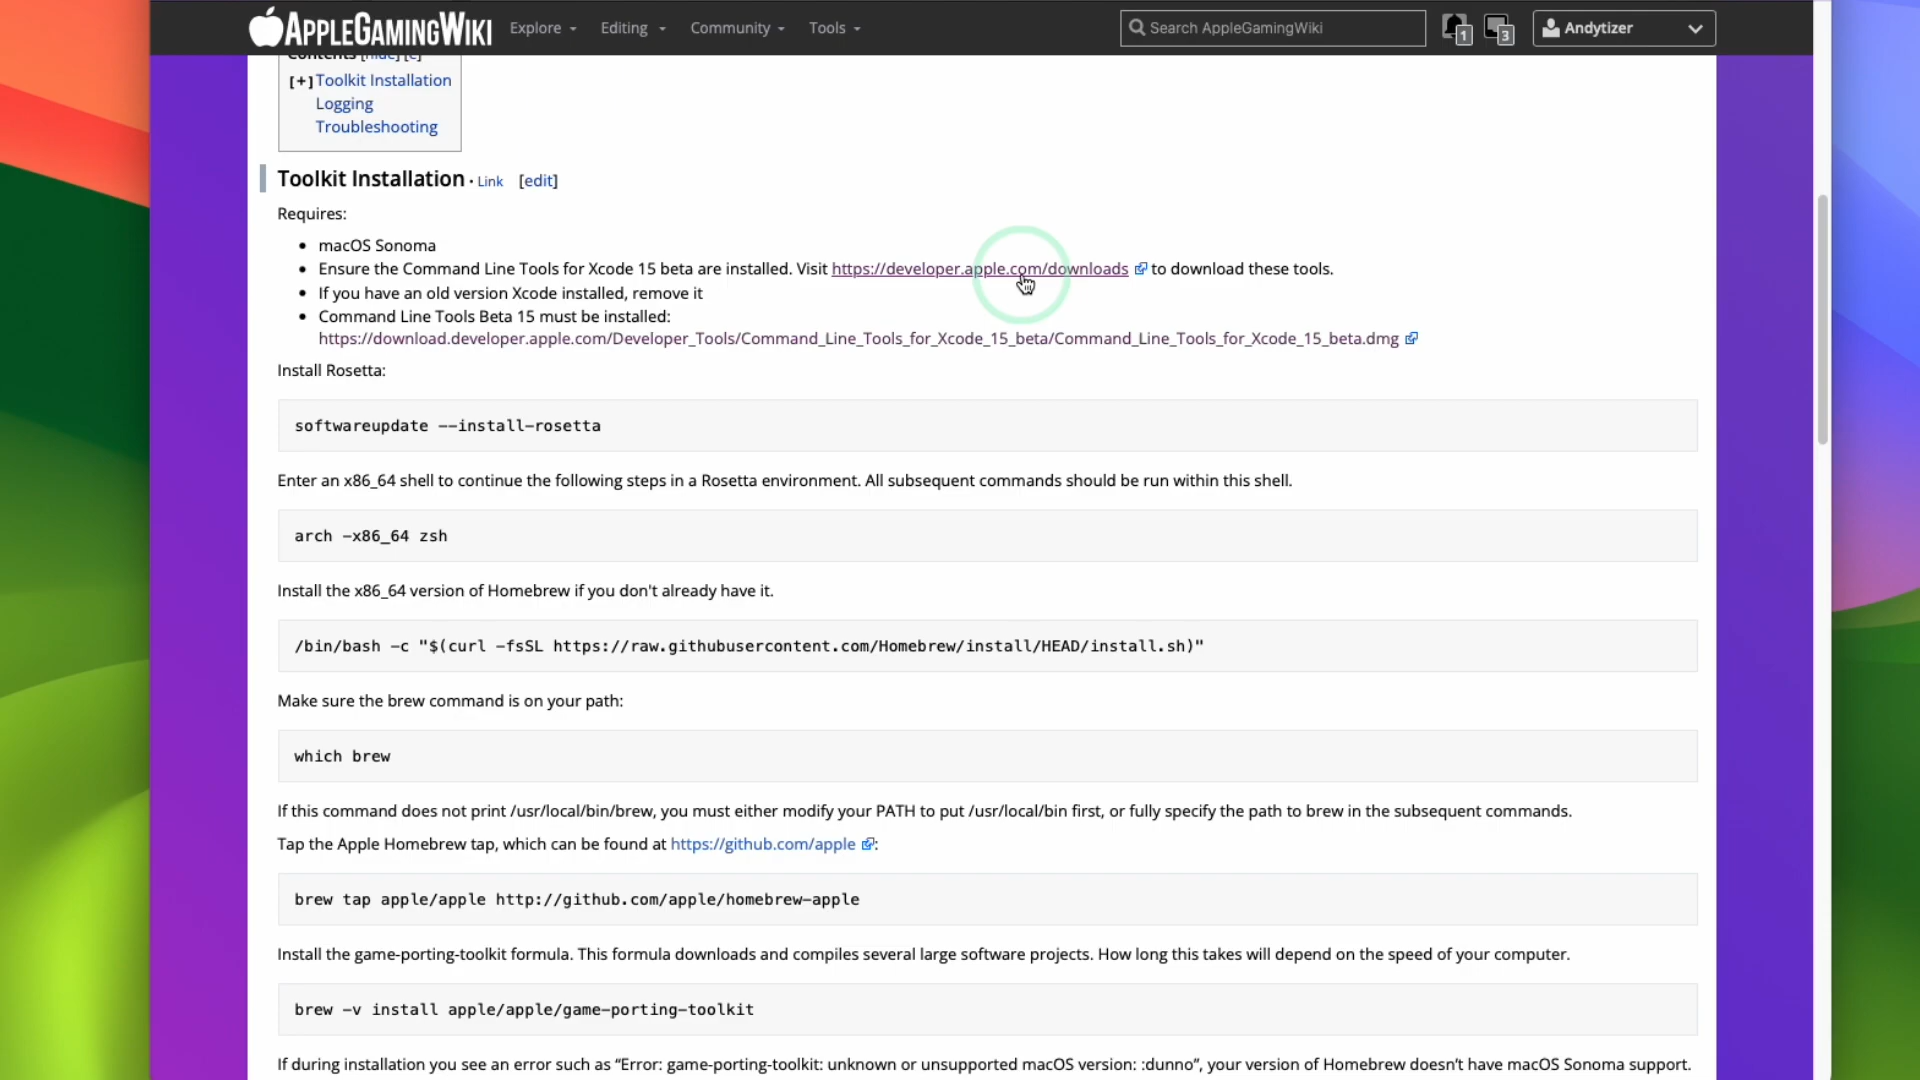 APPLEGAMINGWIKI Explore Editing Community Tools Search AppleGamingWiki 1 3 Andytizer
Contents [hide] [e]
[+] Toolkit Installation
Logging
Troubleshooting
Toolkit Installation · Link [edit]
Requires:
• macOS Sonoma
• Ensure the Command Line Tools for Xcode 15 beta are installed. Visit https://developer.apple.com/downloads to download these tools.
• If you have an old version Xcode installed, remove it
• Command Line Tools Beta 15 must be installed:
https://download.developer.apple.com/Developer_Tools/Command_Line_Tools_for_Xcode_15_beta/Command_Line_Tools_for_Xcode_15_beta.dmg
Install Rosetta:
softwareupdate --install-rosetta
Enter an x86_64 shell to continue the following steps in a Rosetta environment. All subsequent commands should be run within this shell.
arch -x86_64 zsh
Install the x86_64 version of Homebrew if you don't already have it.
/bin/bash -c "$(curl -fsSL https://raw.githubusercontent.com/Homebrew/install/HEAD/install.sh)"
Make sure the brew command is on your path:
which brew
If this command does not print /usr/local/bin/brew, you must either modify your PATH to put /usr/local/bin first, or fully specify the path to brew in the subsequent commands.
Tap the Apple Homebrew tap, which can be found at https://github.com/apple:
brew tap apple/apple http://github.com/apple/homebrew-apple
Install the game-porting-toolkit formula. This formula downloads and compiles several large software projects. How long this takes will depend on the speed of your computer.
brew -v install apple/apple/game-porting-toolkit
If during installation you see an error such as “Error: game-porting-toolkit: unknown or unsupported macOS version: :dunno”, your version of Homebrew doesn’t have macOS Sonoma support.